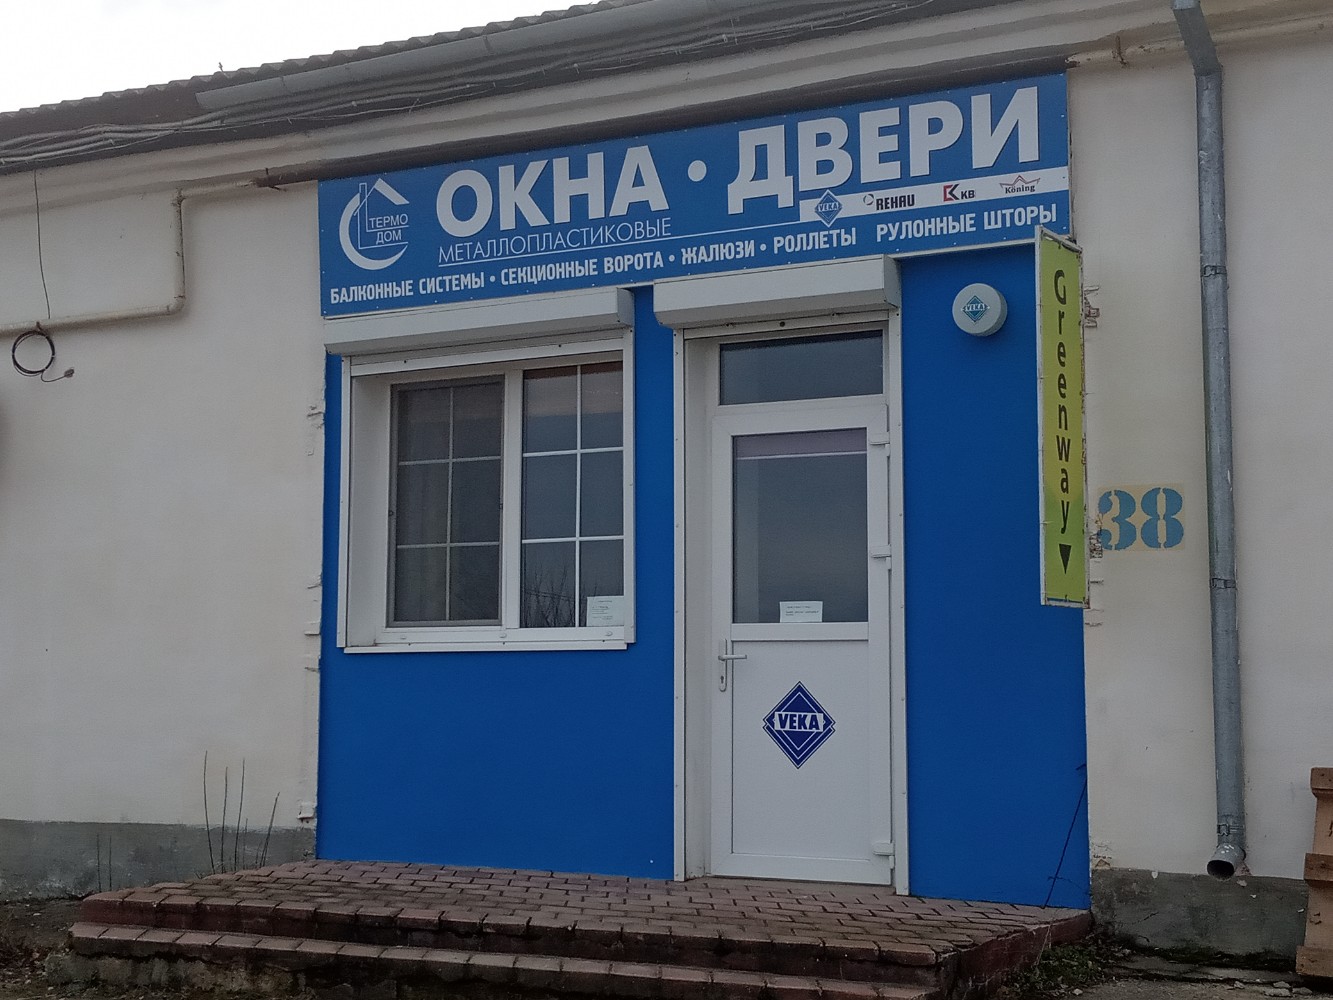 ТЕРМО
ДОМ
ОКНА • ДВЕРИ
МЕТАЛЛОПЛАСТИКОВЫЕ
VEKA
REHAU
KB
Köning
БАЛКОННЫЕ СИСТЕМЫ • СЕКЦИОННЫЕ ВОРОТА • ЖАЛЮЗИ • РОЛЛЕТЫ РУЛОННЫЕ ШТОРЫ
VEKA
Greenway
38
VEKA